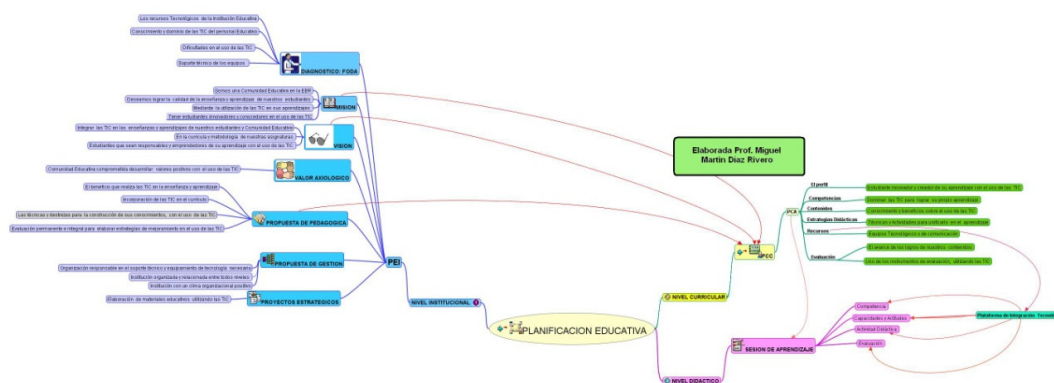 Los recursos Tecnológicos de la Institución Educativa
Conocimiento y dominio de las TIC del personal Educativo
Dificultades en el uso de las TIC
Soporte técnico de los equipos
DIAGNOSTICO: FODA
Somos una Comunidad Educativa en la EBR
Deseamos lograr la calidad de la enseñanza y aprendizaje de nuestros estudiantes
Mediante la utilización de las TIC en sus aprendizajes
Tener estudiantes innovadores y conocedores en el uso de las TIC
MISION
Integrar las TIC en las enseñanzas y aprendizajes de nuestros estudiantes y Comunidad Educativa
En la currícula y metodología de nuestras asignaturas
Estudiantes que sean responsables y emprendedores de su aprendizaje con el uso de las TIC
VISION
Comunidad Educativa comprometida desarrollar valores positivos con el uso de las TIC
VALOR AXIOLOGICO
El beneficio que realiza las TIC en la enseñanza y aprendizaje
Incorporación de las TIC en el currículo
Las técnicas y destrezas para la construcción de sus conocimientos, con el uso de las TIC
Evaluación permanente e integral para elaborar estrategias de mejoramiento en el uso de las TIC
PROPUESTA DE PEDAGOGICA
Organización responsable en el soporte técnico y equipamiento de tecnología necesaria
Institución organizada y relacionada entre todos niveles
Institución con un clima organizacional positivo
PROPUESTA DE GESTION
Elaboración de materiales educativos utilizando las TIC
PROYECTOS ESTRATEGICOS
PEI
NIVEL INSTITUCIONAL
PLANIFICACION EDUCATIVA
Elaborada Prof. Miguel
Martin Diaz Rivero
NIVEL CURRICULAR
PCC
PCA
El perfil
Estudiante innovador y creador de su aprendizaje con el uso de las TIC
Competencias
Dominar las TIC para lograr su propio aprendizaje
Contenidos
Conocimiento y beneficios sobre el uso de las TIC
Estrategias Didácticos
Técnicas y Actividades para utilizarla en el aprendizaje
Recursos
Equipos Tecnológicos y de comunicación
Evaluación
El avance de los logros de nuestros contenidos
Uso de los instrumentos de evaluación, utilizando las TIC
NIVEL DIDACTICO
SESION DE APRENDIZAJE
Competencia
Capacidades y Actitudes
Actividad Didáctica
Evaluación
Plataforma de Integración